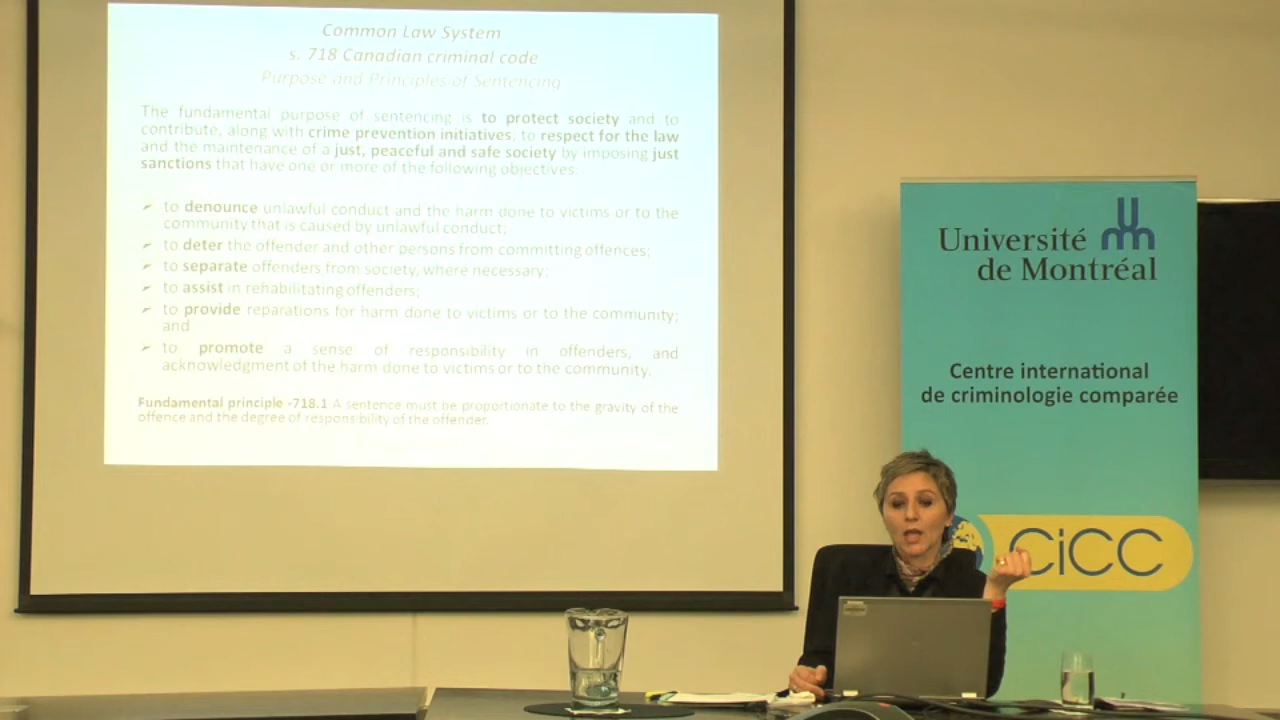 Common Law System
s. 718 Canadian criminal code
Purpose and Principles of Sentencing
The fundamental purpose of sentencing is to protect society and to
contribute, along with crime prevention initiatives, to respect for the law
and the maintenance of a just, peaceful and safe society by imposing just
sanctions that have one or more of the following objectives:
to denounce unlawful conduct and the harm done to victims or to the
community that is caused by unlawful conduct;
to deter the offender and other persons from committing offences;
to separate offenders from society, where necessary;
to assist in rehabilitating offenders;
to provide reparations for harm done to victims or to the community;
and
to promote a sense of responsibility in offenders, and
acknowledgment of the harm done to victims or to the community.
Fundamental principle -718.1 A sentence must be proportionate to the gravity of the
offence and the degree of responsibility of the offender.
Université
de Montréal
Centre international
de criminologie comparée
CiCC